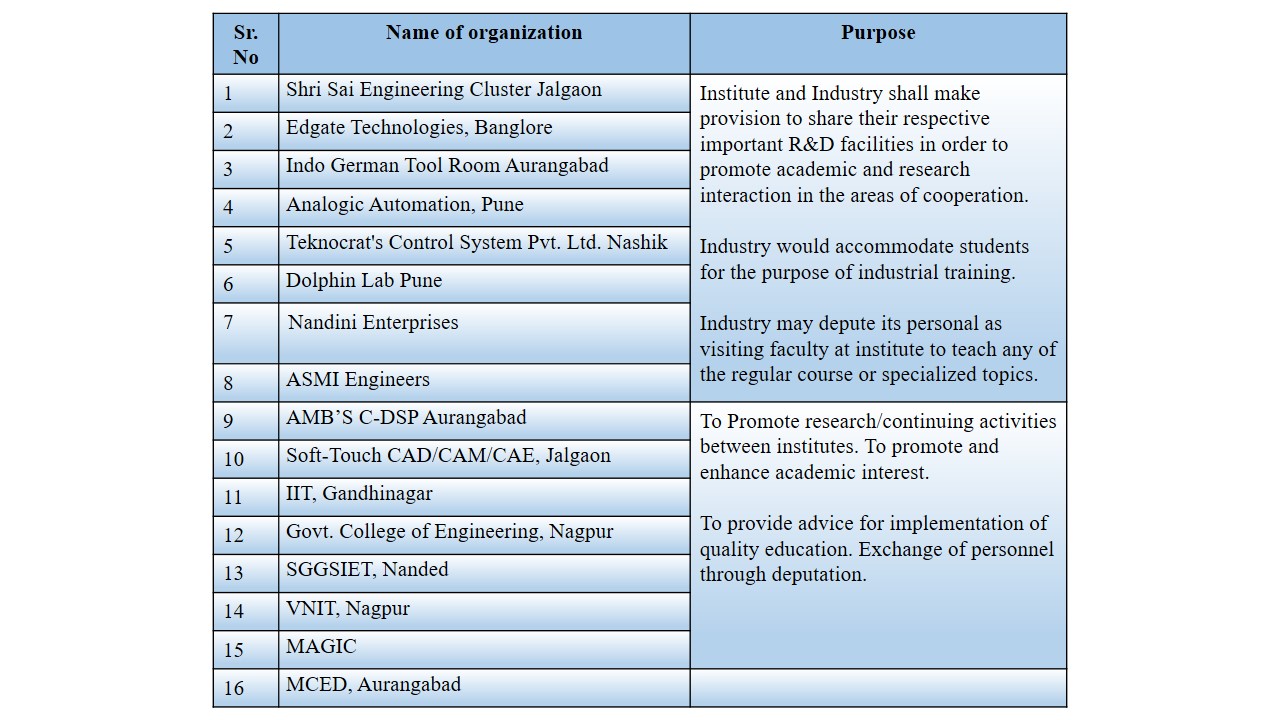 Sr. No
Name of organization
Purpose
1
Shri Sai Engineering Cluster Jalgaon
2
Edgate Technologies, Banglore
3
Indo German Tool Room Aurangabad
4
Analogic Automation, Pune
5
Teknocrat's Control System Pvt. Ltd. Nashik
6
Dolphin Lab Pune
7
Nandini Enterprises
8
ASMI Engineers
Institute and Industry shall make
provision to share their respective
important R&D facilities in order to
promote academic and research
interaction in the areas of cooperation.
Industry would accommodate students
for the purpose of industrial training.
Industry may depute its personal as
visiting faculty at institute to teach any of
the regular course or specialized topics.
9
AMB’S C-DSP Aurangabad
10
Soft-Touch CAD/CAM/CAE, Jalgaon
11
IIT, Gandhinagar
12
Govt. College of Engineering, Nagpur
13
SGGSIET, Nanded
14
VNIT, Nagpur
15
MAGIC
To Promote research/continuing activities
between institutes. To promote and
enhance academic interest.
To provide advice for implementation of
quality education. Exchange of personnel
through deputation.
16
MCED, Aurangabad